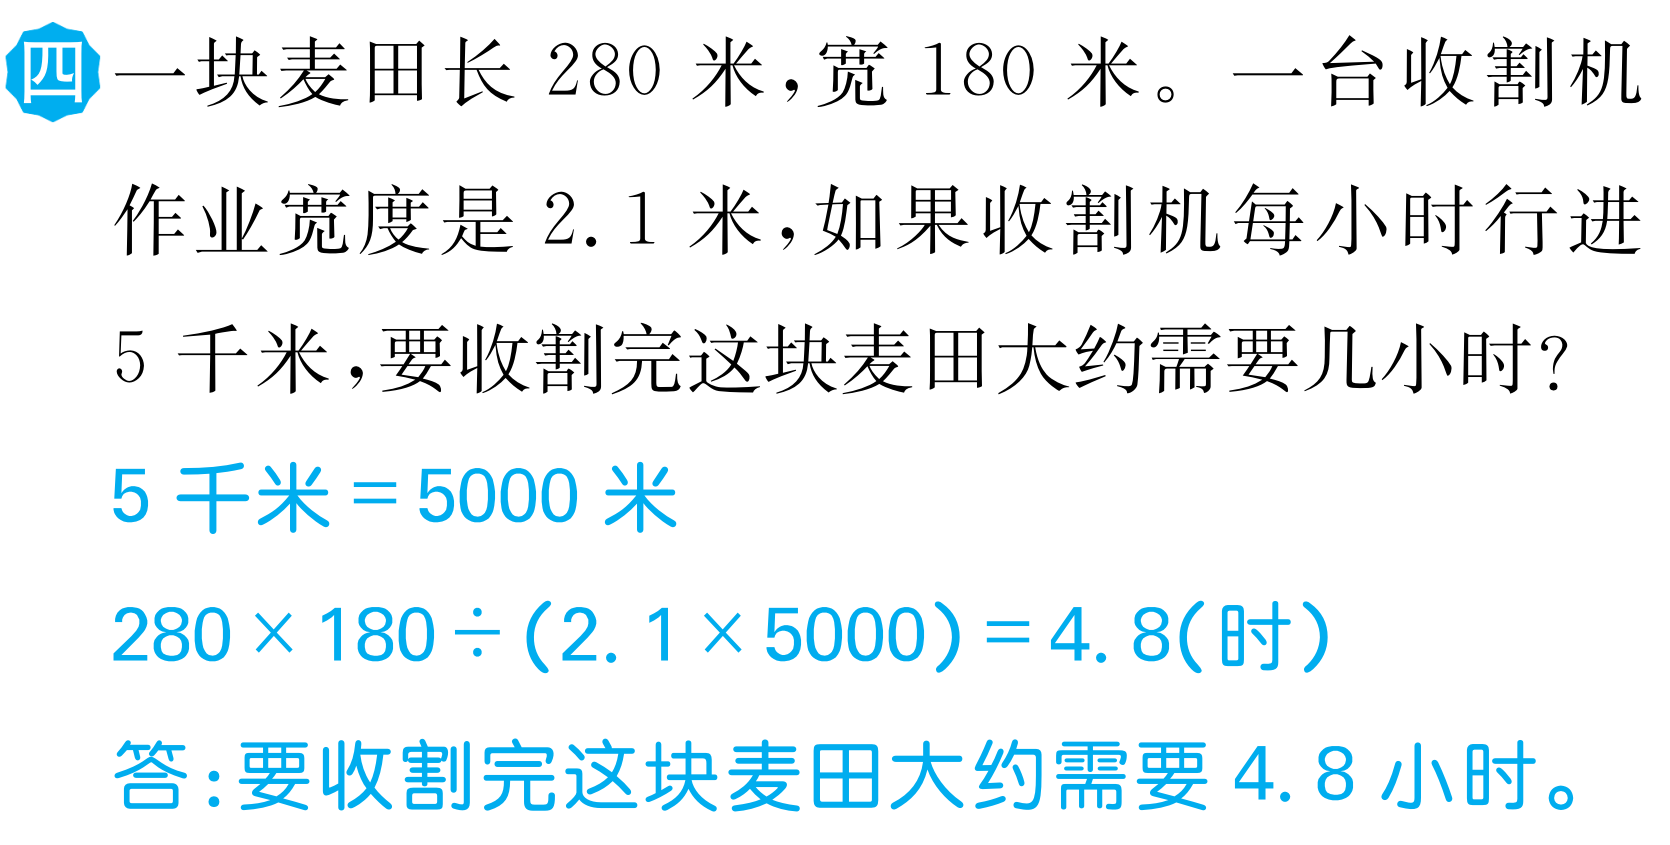 四 一块麦田长 280 米,宽 180 米。一台收割机
作业宽度是 2.1 米,如果收割机每小时行进
5 千米,要收割完这块麦田大约需要几小时?
5 千米=5000 米
280×180÷(2.1×5000)=4.8(时)
答:要收割完这块麦田大约需要 4.8 小时。